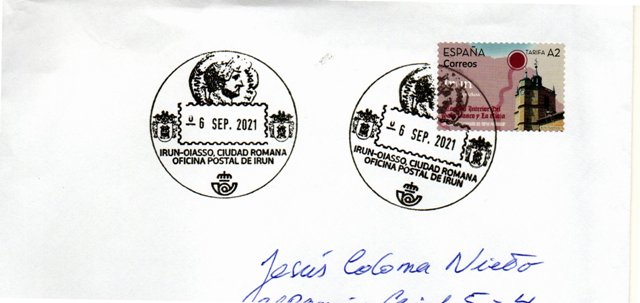 ESPAÑA
Correos
TARIFA A2
- 6 SEP. 2021
IRUN-OIASSO, CIUDAD ROMANA
OFICINA POSTAL DE IRUN
- 6 SEP. 2021
IRUN-OIASSO, CIUDAD ROMANA
OFICINA POSTAL DE IRUN
Jesús Coloma Nieto